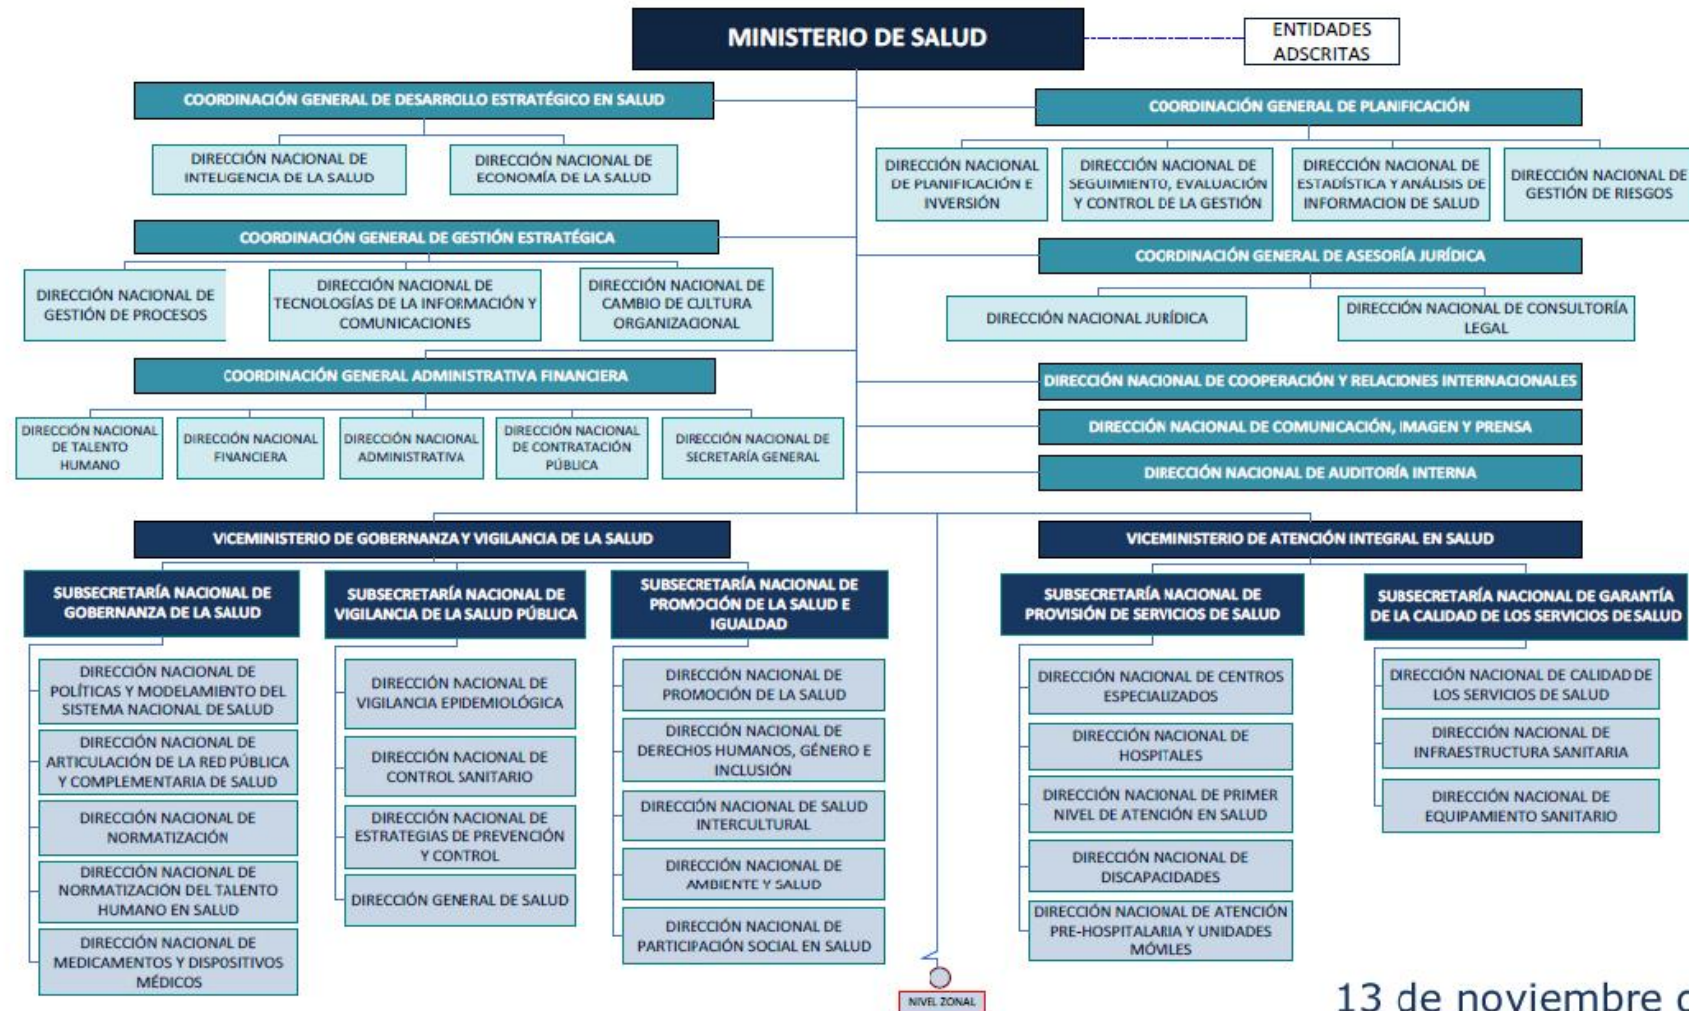 MINISTERIO DE SALUD
ENTIDADES
ADSCRITAS
COORDINACIÓN GENERAL DE DESARROLLO ESTRATÉGICO EN SALUD
DIRECCIÓN NACIONAL DE
INTELIGENCIA DE LA SALUD
DIRECCIÓN NACIONAL DE
ECONOMÍA DE LA SALUD
COORDINACIÓN GENERAL DE PLANIFICACIÓN
DIRECCIÓN NACIONAL
DE PLANIFICACIÓN E
INVERSIÓN
DIRECCIÓN NACIONAL DE
SEGUIMIENTO, EVALUACIÓN
Y CONTROL DE LA GESTIÓN
DIRECCIÓN NACIONAL DE
ESTADÍSTICA Y ANÁLISIS DE
INFORMACION DE SALUD
DIRECCIÓN NACIONAL DE
GESTIÓN DE RIESGOS
COORDINACIÓN GENERAL DE GESTIÓN ESTRATÉGICA
DIRECCIÓN NACIONAL DE
GESTIÓN DE PROCESOS
DIRECCIÓN NACIONAL DE
TECNOLOGÍAS DE LA INFORMACIÓN Y
COMUNICACIONES
DIRECCIÓN NACIONAL DE
CAMBIO DE CULTURA
ORGANIZACIONAL
COORDINACIÓN GENERAL DE ASESORÍA JURÍDICA
DIRECCIÓN NACIONAL JURÍDICA
DIRECCIÓN NACIONAL DE CONSULTORÍA
LEGAL
COORDINACIÓN GENERAL ADMINISTRATIVA FINANCIERA
DIRECCIÓN NACIONAL
DE TALENTO
HUMANO
DIRECCIÓN NACIONAL
FINANCIERA
DIRECCIÓN NACIONAL
ADMINISTRATIVA
DIRECCIÓN NACIONAL
DE CONTRATACIÓN
PÚBLICA
DIRECCIÓN NACIONAL DE
SECRETARÍA GENERAL
DIRECCIÓN NACIONAL DE COOPERACIÓN Y RELACIONES INTERNACIONALES
DIRECCIÓN NACIONAL DE COMUNICACIÓN, IMAGEN Y PRENSA
DIRECCIÓN NACIONAL DE AUDITORÍA INTERNA
VICEMINISTERIO DE GOBERNANZA Y VIGILANCIA DE LA SALUD
SUBSECRETARÍA NACIONAL DE
GOBERNANZA DE LA SALUD
DIRECCIÓN NACIONAL DE
POLÍTICAS Y MODELAMIENTO DEL
SISTEMA NACIONAL DE SALUD
DIRECCIÓN NACIONAL DE
ARTICULACIÓN DE LA RED PÚBLICA
Y COMPLEMENTARIA DE SALUD
DIRECCIÓN NACIONAL DE
NORMATIZACIÓN
DIRECCIÓN NACIONAL DE
NORMATIZACIÓN DEL TALENTO
HUMANO EN SALUD
DIRECCIÓN NACIONAL DE
MEDICAMENTOS Y DISPOSITIVOS
MÉDICOS
SUBSECRETARÍA NACIONAL DE
VIGILANCIA DE LA SALUD PÚBLICA
DIRECCIÓN NACIONAL DE
VIGILANCIA EPIDEMIOLÓGICA
DIRECCIÓN NACIONAL DE
CONTROL SANITARIO
DIRECCIÓN NACIONAL DE
ESTRATEGIAS DE PREVENCIÓN
Y CONTROL
DIRECCIÓN GENERAL DE SALUD
SUBSECRETARÍA NACIONAL DE
PROMOCIÓN DE LA SALUD E
IGUALDAD
DIRECCIÓN NACIONAL DE
PROMOCIÓN DE LA SALUD
DIRECCIÓN NACIONAL DE
DERECHOS HUMANOS, GÉNERO E
INCLUSIÓN
DIRECCIÓN NACIONAL DE SALUD
INTERCULTURAL
DIRECCIÓN NACIONAL DE
AMBIENTE Y SALUD
DIRECCIÓN NACIONAL DE
PARTICIPACIÓN SOCIAL EN SALUD
VICEMINISTERIO DE ATENCIÓN INTEGRAL EN SALUD
SUBSECRETARÍA NACIONAL DE
PROVISIÓN DE SERVICIOS DE SALUD
DIRECCIÓN NACIONAL DE CENTROS
ESPECIALIZADOS
DIRECCIÓN NACIONAL DE
HOSPITALES
DIRECCIÓN NACIONAL DE PRIMER
NIVEL DE ATENCIÓN EN SALUD
DIRECCIÓN NACIONAL DE
DISCAPACIDADES
DIRECCIÓN NACIONAL DE ATENCIÓN
PRE-HOSPITALARIA Y UNIDADES
MÓVILES
SUBSECRETARÍA NACIONAL DE GARANTÍA
DE LA CALIDAD DE LOS SERVICIOS DE SALUD
DIRECCIÓN NACIONAL DE CALIDAD DE
LOS SERVICIOS DE SALUD
DIRECCIÓN NACIONAL DE
INFRAESTRUCTURA SANITARIA
DIRECCIÓN NACIONAL DE
EQUIPAMIENTO SANITARIO
NIVEL ZONAL
13 de noviembre